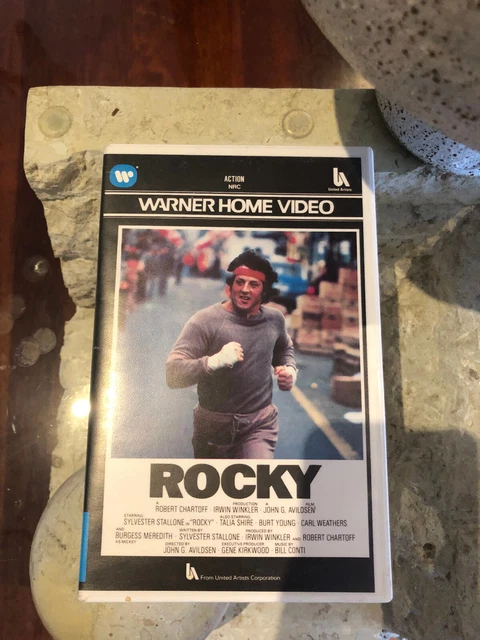 ACTION
NRC
United Artists
WARNER HOME VIDEO
ROCKY
A PRODUCTION A FILM
ROBERT CHARTOFF IRWIN WINKLER · JOHN G. AVILDSEN
STARRING ALSO STARRING
SYLVESTER STALLONE IN "ROCKY" · TALIA SHIRE · BURT YOUNG · CARL WEATHERS
AND WRITTEN BY PRODUCED BY
BURGESS MEREDITH · SYLVESTER STALLONE · IRWIN WINKLER AND ROBERT CHARTOFF
AS MICKEY DIRECTED BY EXECUTIVE PRODUCER MUSIC BY
JOHN G. AVILDSEN · GENE KIRKWOOD · BILL CONTI
From United Artists Corporation